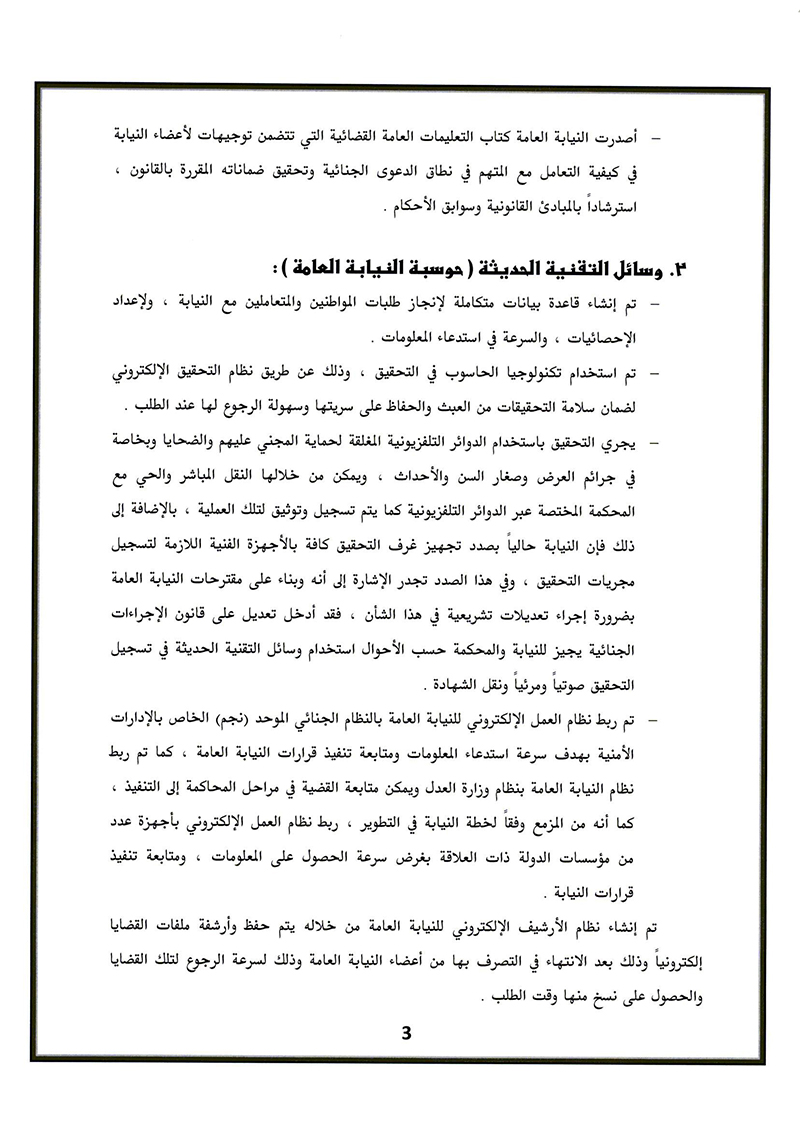 – أصدرت النيابة العامة كتاب التعليمات العامة القضائية التي تتضمن توجيهات لأعضاء النيابة
في كيفية التعامل مع المتهم في نطاق الدعوى الجنائية وتحقيق ضماناته المقررة بالقانون ،
استرشاداً بالمبادئ القانونية وسوابق الأحكام .
٢. وسائل التقنية الحديثة ( حوسبة النيابة العامة ) :
– تم إنشاء قاعدة بيانات متكاملة لإنجاز طلبات المواطنين والمتعاملين مع النيابة ، ولإعداد
الإحصائيات ، والسرعة في استدعاء المعلومات .
– تم استخدام تكنولوجيا الحاسوب في التحقيق ، وذلك عن طريق نظام التحقيق الإلكتروني
لضمان سلامة التحقيقات من العبث والحفاظ على سريتها وسهولة الرجوع لها عند الطلب .
– يجري التحقيق باستخدام الدوائر التلفزيونية المغلقة لحماية المجني عليهم والضحايا وبخاصة
في جرائم العرض وصغار السن والأحداث ، ويمكن من خلالها النقل المباشر والحي مع
المحكمة المختصة عبر الدوائر التلفزيونية كما يتم تسجيل وتوثيق لتلك العملية ، بالإضافة إلى
ذلك فإن النيابة حالياً بصدد تجهيز غرف التحقيق كافة بالأجهزة الفنية اللازمة لتسجيل
مجريات التحقيق ، وفي هذا الصدد تجدر الإشارة إلى أنه وبناء على مقترحات النيابة العامة
بضرورة إجراء تعديلات تشريعية في هذا الشأن ، فقد أدخل تعديل على قانون الإجراءات
الجنائية يجيز للنيابة والمحكمة حسب الأحوال استخدام وسائل التقنية الحديثة في تسجيل
التحقيق صوتياً ومرئياً ونقل الشهادة .
– تم ربط نظام العمل الإلكتروني للنيابة العامة بالنظام الجنائي الموحد (نجم) الخاص بالإدارات
الأمنية بهدف سرعة استدعاء المعلومات ومتابعة تنفيذ قرارات النيابة العامة ، كما تم ربط
نظام النيابة العامة بنظام وزارة العدل ويمكن متابعة القضية في مراحل المحاكمة إلى التنفيذ ،
كما أنه من المزمع وفقاً لخطة النيابة في التطوير ، ربط نظام العمل الإلكتروني بأجهزة عدد
من مؤسسات الدولة ذات العلاقة بغرض سرعة الحصول على المعلومات ، ومتابعة تنفيذ
قرارات النيابة .
تم إنشاء نظام الأرشيف الإلكتروني للنيابة العامة من خلاله يتم حفظ وأرشفة ملفات القضايا
إلكترونياً وذلك بعد الانتهاء في التصرف بها من أعضاء النيابة العامة وذلك لسرعة الرجوع لتلك القضايا
والحصول على نسخ منها وقت الطلب .
3